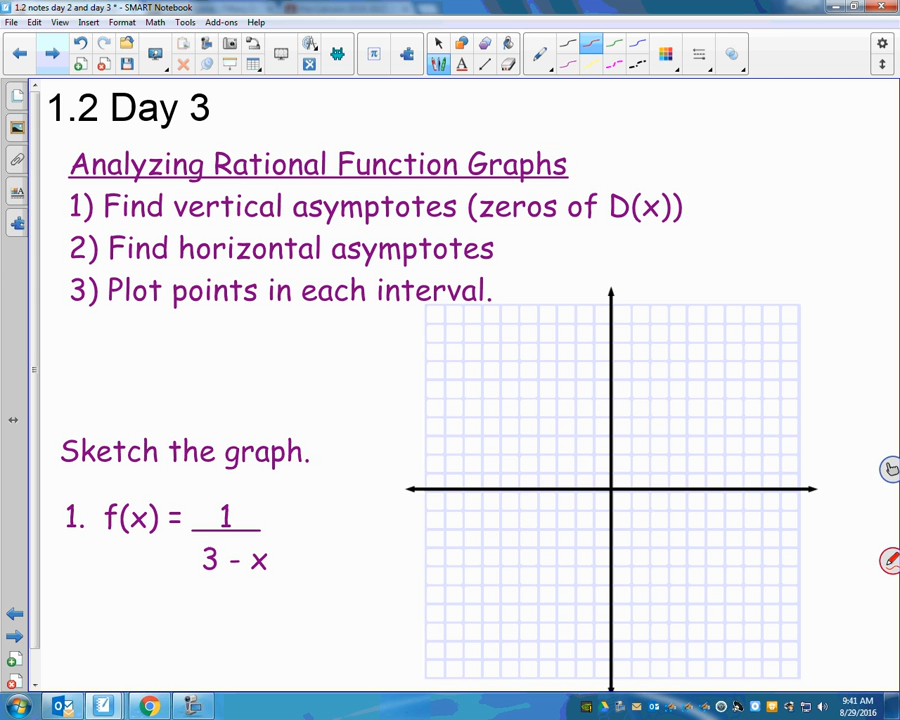 1.2 notes day 2 and day 3 * - SMART Notebook
File Edit View Insert Format Math Tools Add-ons Help
1.2 Day 3
Analyzing Rational Function Graphs
1) Find vertical asymptotes (zeros of D(x))
2) Find horizontal asymptotes
3) Plot points in each interval.
Sketch the graph.
1. f(x) = 1
3 - x
9:41 AM
8/29/2016